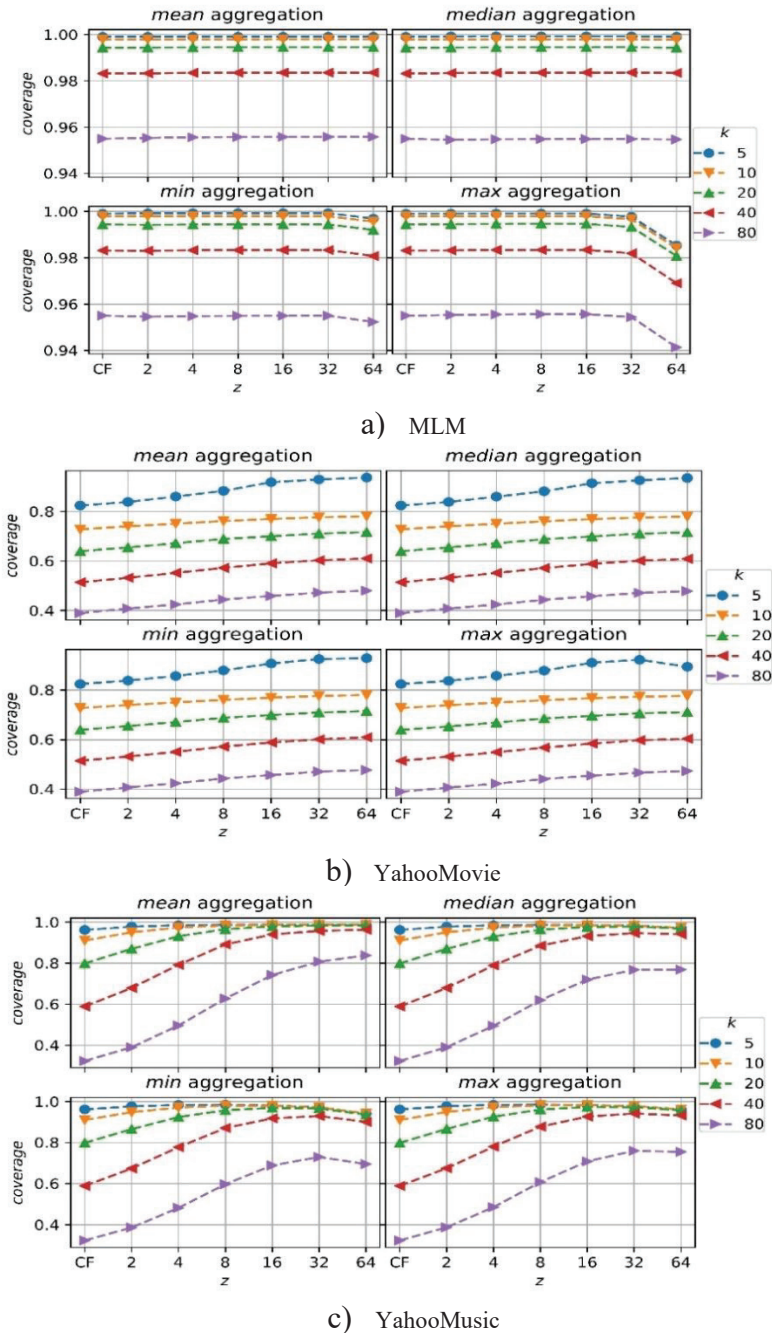 mean aggregation
median aggregation
1.00
0.98
0.96
0.94
coverage
min aggregation
max aggregation
1.00
0.98
0.96
0.94
coverage
CF 2 4 8 16 32 64
z
CF 2 4 8 16 32 64
z
k
5
10
20
40
80
a) MLM
mean aggregation
median aggregation
0.8
0.6
0.4
coverage
min aggregation
max aggregation
0.8
0.6
0.4
coverage
CF 2 4 8 16 32 64
z
CF 2 4 8 16 32 64
z
k
5
10
20
40
80
b) YahooMovie
mean aggregation
median aggregation
1.0
0.8
0.6
0.4
coverage
min aggregation
max aggregation
1.0
0.8
0.6
0.4
coverage
CF 2 4 8 16 32 64
z
CF 2 4 8 16 32 64
z
k
5
10
20
40
80
c) YahooMusic